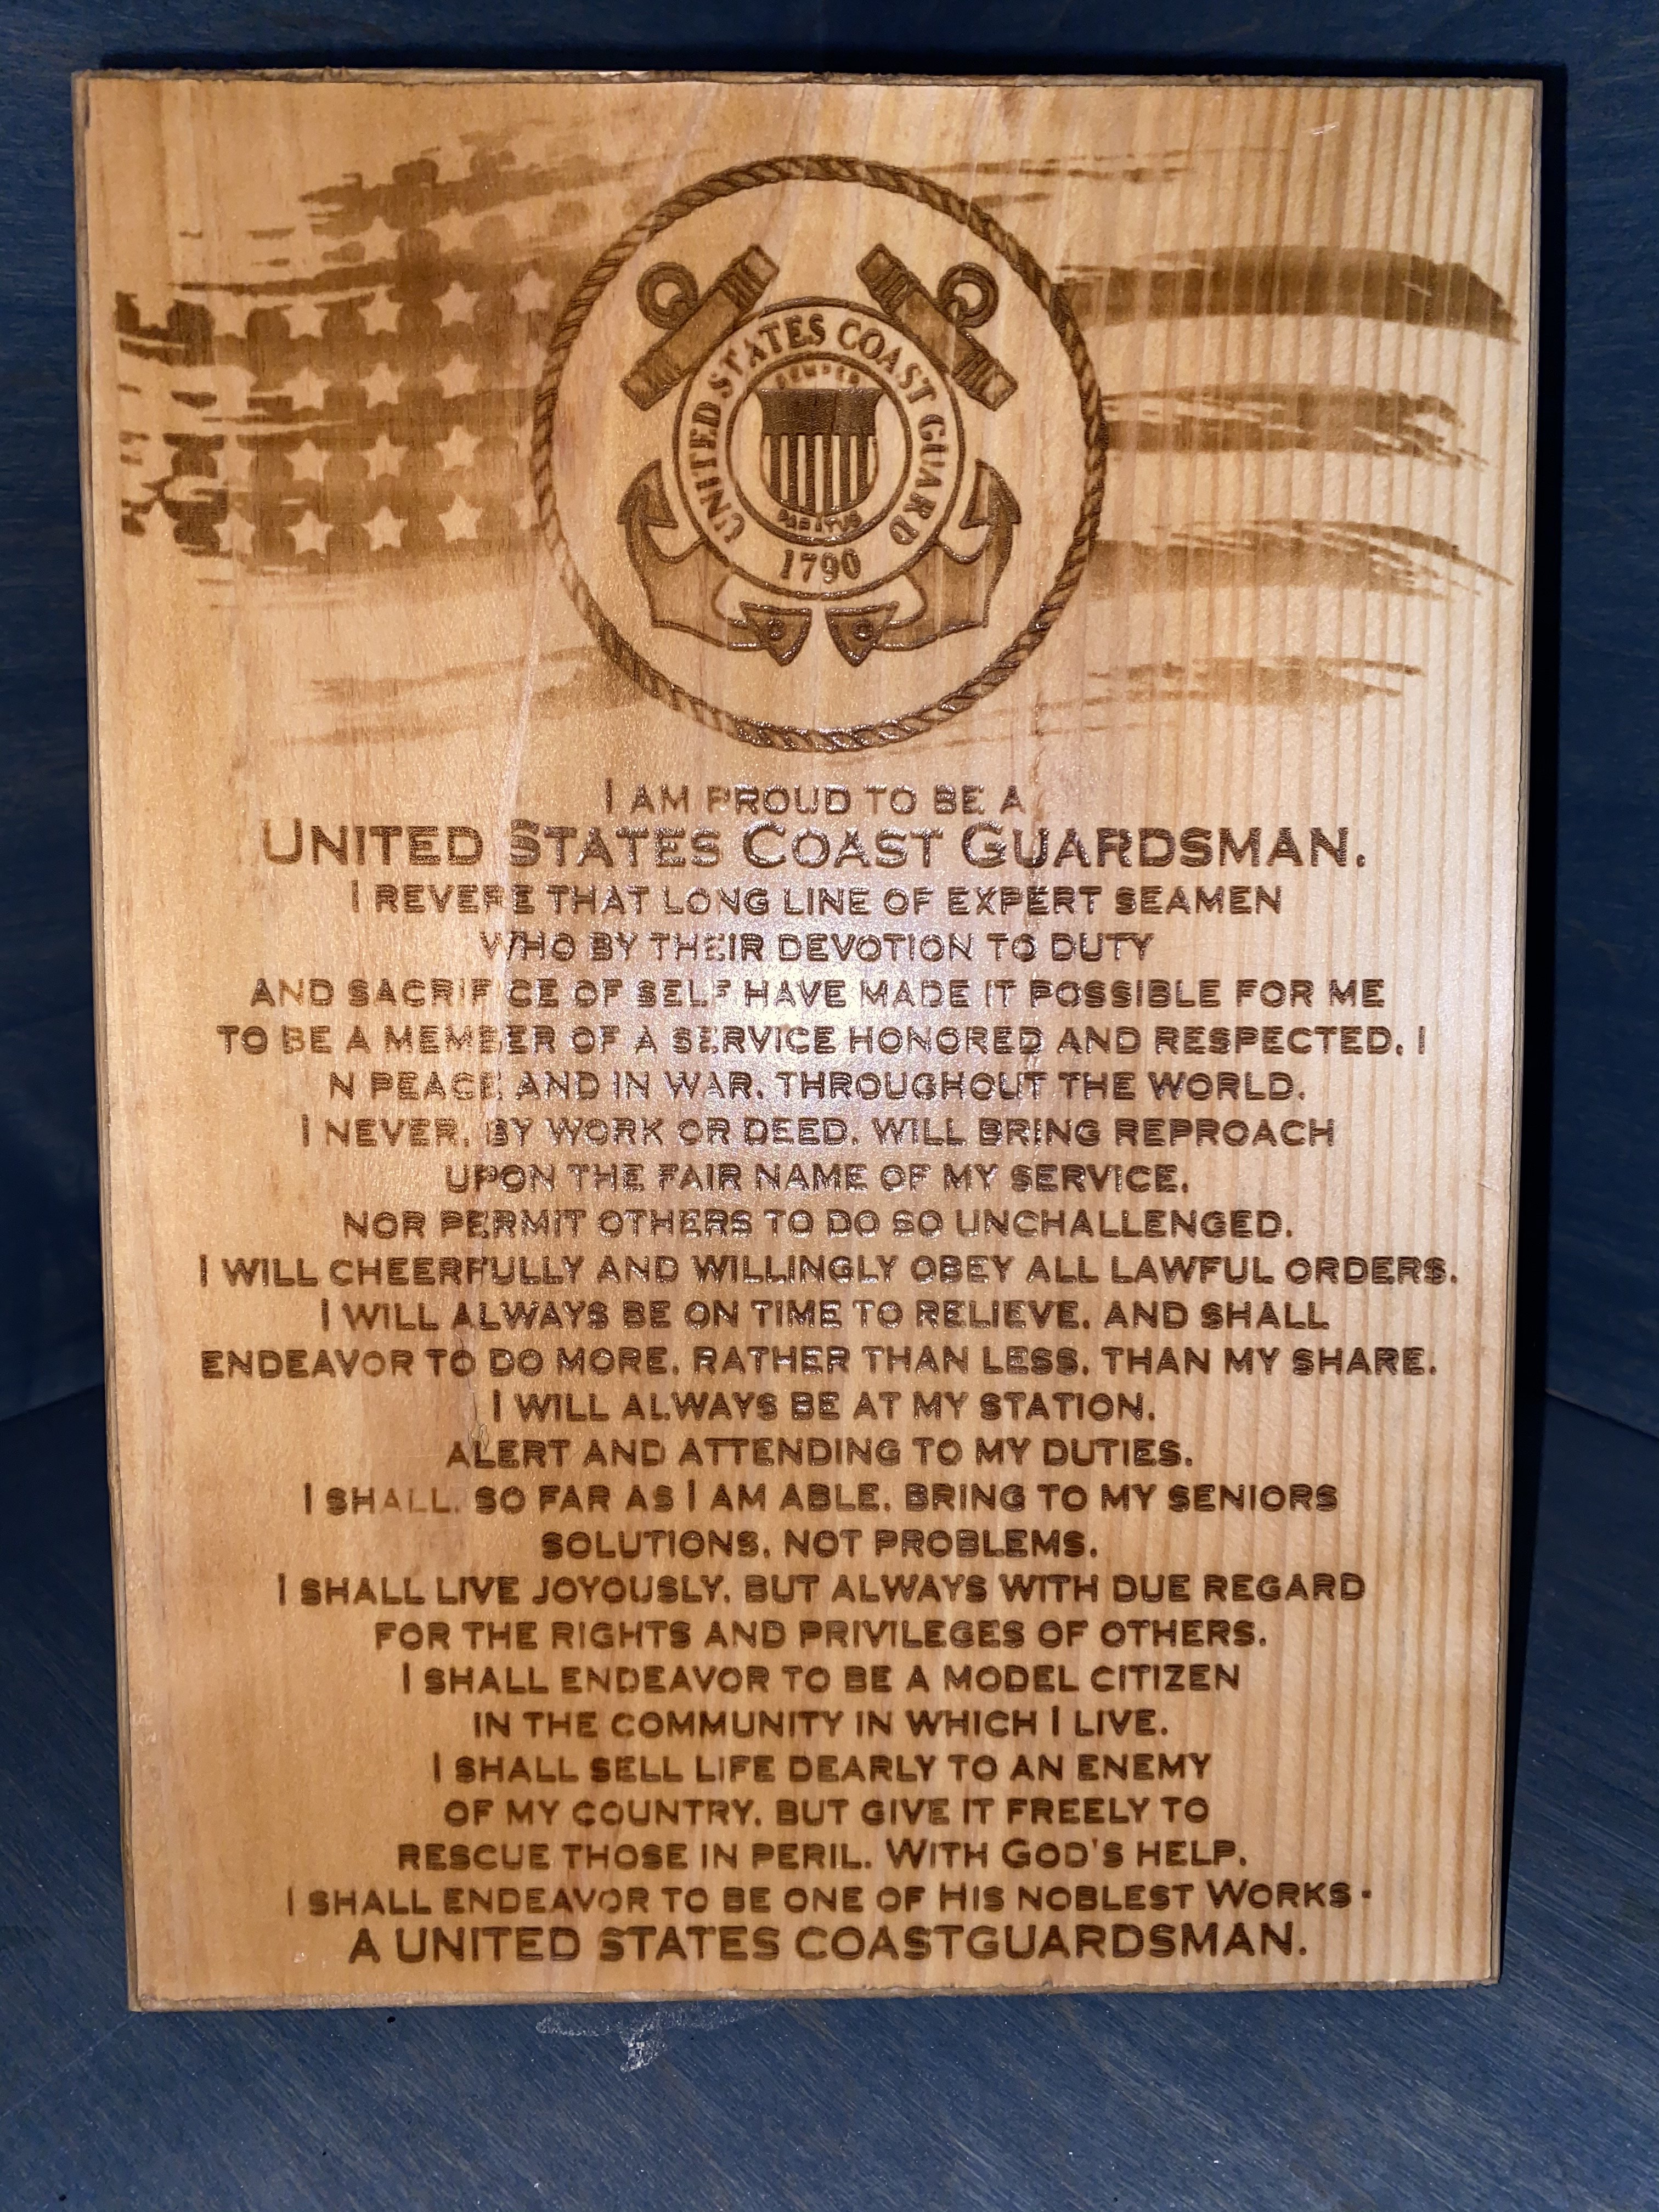 UNITED STATES COAST GUARD
SEMPER
PARATUS
1790
I AM PROUD TO BE A
UNITED STATES COAST GUARDSMAN.
I REVERE THAT LONG LINE OF EXPERT SEAMEN
WHO BY THEIR DEVOTION TO DUTY
AND SACRIFICE OF SELF HAVE MADE IT POSSIBLE FOR ME
TO BE A MEMBER OF A SERVICE HONORED AND RESPECTED, I
N PEACE AND IN WAR, THROUGHOUT THE WORLD.
I NEVER, BY WORK OR DEED, WILL BRING REPROACH
UPON THE FAIR NAME OF MY SERVICE,
NOR PERMIT OTHERS TO DO SO UNCHALLENGED.
I WILL CHEERFULLY AND WILLINGLY OBEY ALL LAWFUL ORDERS.
I WILL ALWAYS BE ON TIME TO RELIEVE, AND SHALL
ENDEAVOR TO DO MORE, RATHER THAN LESS, THAN MY SHARE.
I WILL ALWAYS BE AT MY STATION,
ALERT AND ATTENDING TO MY DUTIES.
I SHALL, SO FAR AS I AM ABLE, BRING TO MY SENIORS
SOLUTIONS, NOT PROBLEMS.
I SHALL LIVE JOYOUSLY, BUT ALWAYS WITH DUE REGARD
FOR THE RIGHTS AND PRIVILEGES OF OTHERS.
I SHALL ENDEAVOR TO BE A MODEL CITIZEN
IN THE COMMUNITY IN WHICH I LIVE.
I SHALL SELL LIFE DEARLY TO AN ENEMY
OF MY COUNTRY, BUT GIVE IT FREELY TO
RESCUE THOSE IN PERIL. WITH GOD'S HELP,
I SHALL ENDEAVOR TO BE ONE OF HIS NOBLEST WORKS -
A UNITED STATES COASTGUARDSMAN.